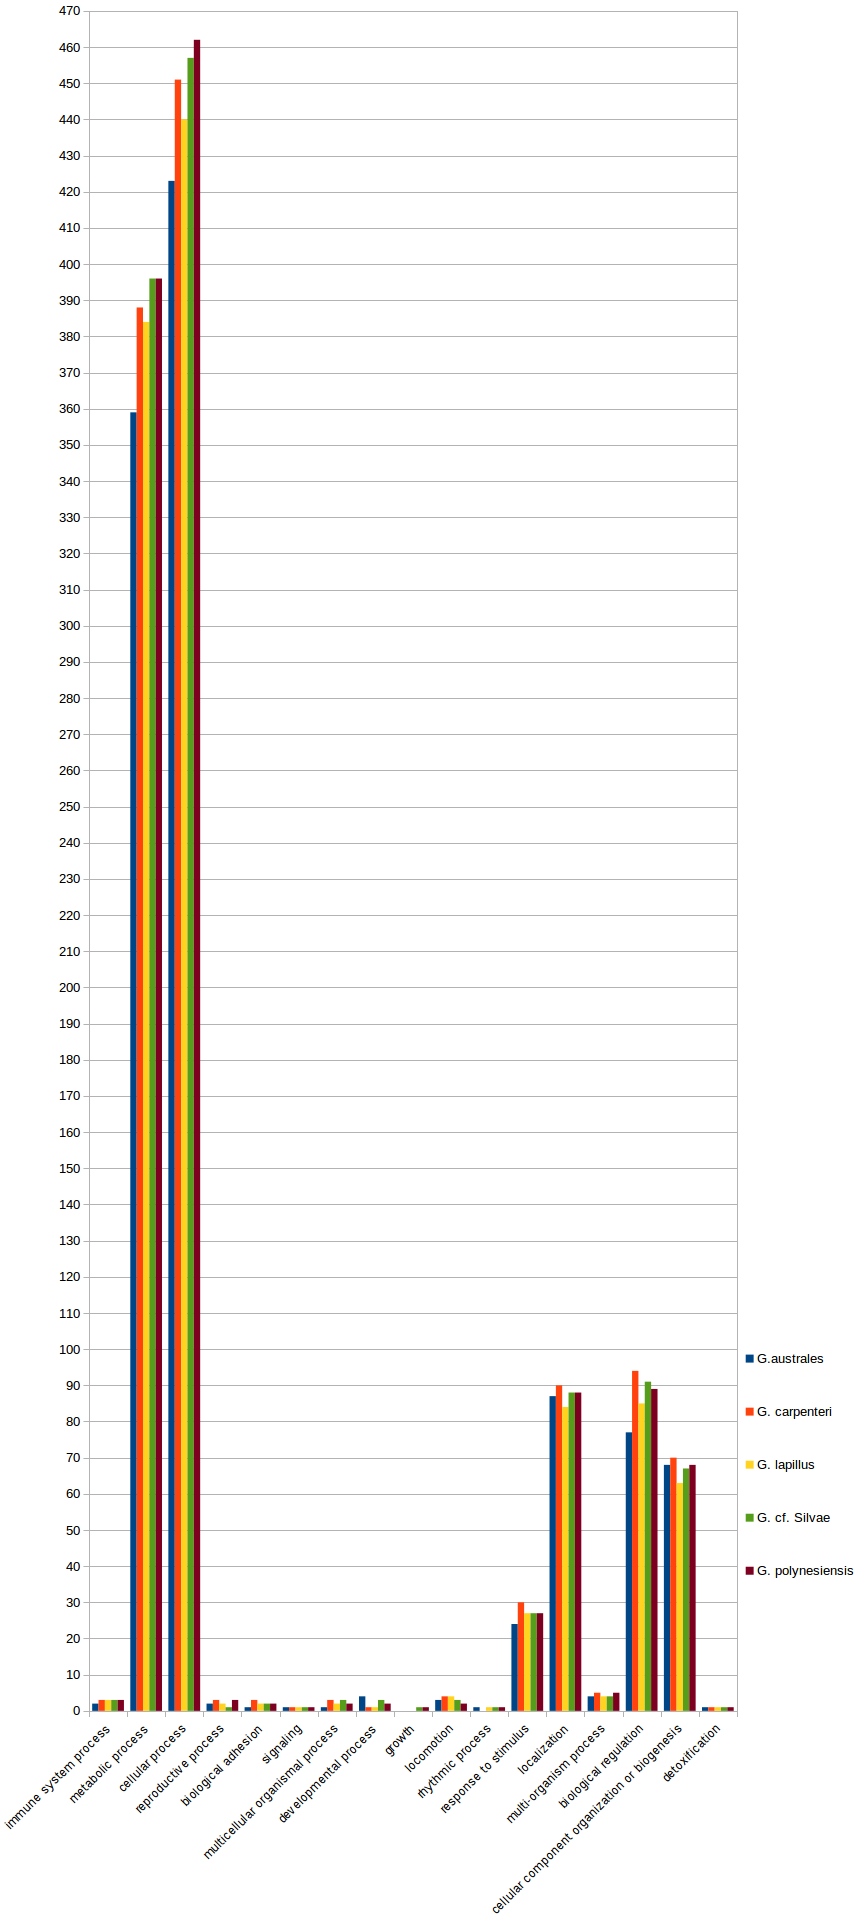 470
460
450
440
430
420
410
400
390
380
370
360
350
340
330
320
310
300
290
280
270
260
250
240
230
220
210
200
190
180
170
160
150
140
130
120
110
100
90
80
70
60
50
40
30
20
10
0
G.australes
G. carpenteri
G. lapillus
G. cf. Silvae
G. polynesiensis
immune system process
metabolic process
cellular process
reproductive process
biological adhesion
signaling
multicellular organismal process
developmental process
growth
locomotion
rhythmic process
response to stimulus
localization
multi-organism process
biological regulation
cellular component organization or biogenesis
detoxification